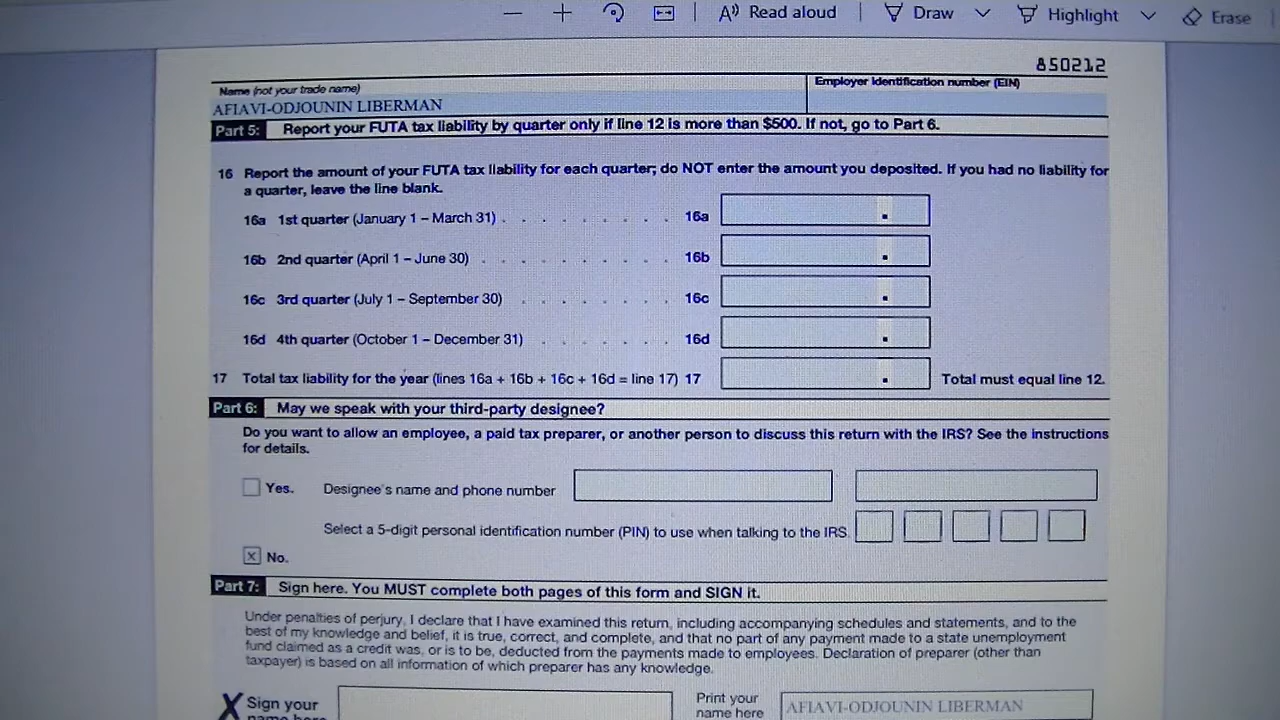 Read aloud Draw Highlight Erase
850212
Name (not your trade name) Employer identification number (EIN)
AFIAVI-ODJOUNIN LIBERMAN
Part 5: Report your FUTA tax liability by quarter only if line 12 is more than $500. If not, go to Part 6.
16 Report the amount of your FUTA tax liability for each quarter; do NOT enter the amount you deposited. If you had no liability for
a quarter, leave the line blank.
16a 1st quarter (January 1 – March 31) . . . . . . . . . 16a .
16b 2nd quarter (April 1 – June 30) . . . . . . . . . 16b .
16c 3rd quarter (July 1 – September 30) . . . . . . . . 16c .
16d 4th quarter (October 1 – December 31) . . . . . . . 16d .
17 Total tax liability for the year (lines 16a + 16b + 16c + 16d = line 17) 17 . Total must equal line 12.
Part 6: May we speak with your third-party designee?
Do you want to allow an employee, a paid tax preparer, or another person to discuss this return with the IRS? See the instructions
for details.
Yes. Designee's name and phone number
Select a 5-digit personal identification number (PIN) to use when talking to the IRS.
X No.
Part 7: Sign here. You MUST complete both pages of this form and SIGN it.
Under penalties of perjury, I declare that I have examined this return, including accompanying schedules and statements, and to the
best of my knowledge and belief, it is true, correct, and complete, and that no part of any payment made to a state unemployment
fund claimed as a credit was, or is to be, deducted from the payments made to employees. Declaration of preparer (other than
taxpayer) is based on all information of which preparer has any knowledge.
X Sign your Print your
name here name here AFIAVI-ODJOUNIN LIBERMAN